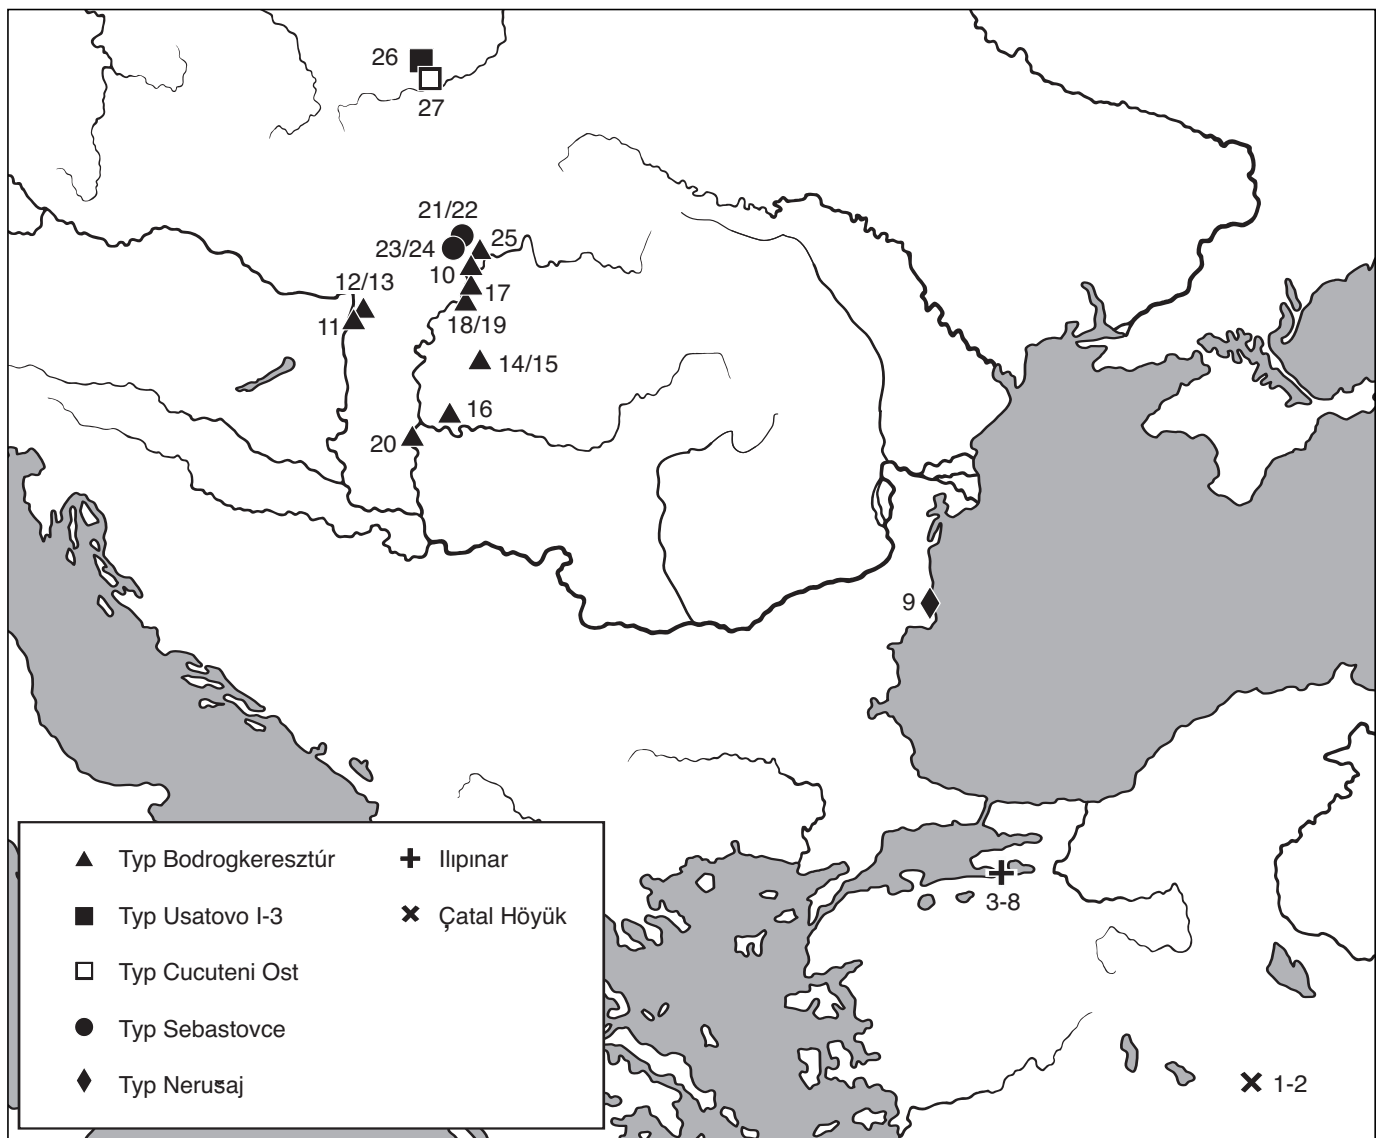 26
27
21/22
23/24
25
10
12/13
17
11
18/19
14/15
16
20
9
3-8
1-2
Typ Bodrogkeresztúr
Typ Usatovo I-3
Typ Cucuteni Ost
Typ Sebastovce
Typ Nerušaj
Ilıpınar
Çatal Höyük